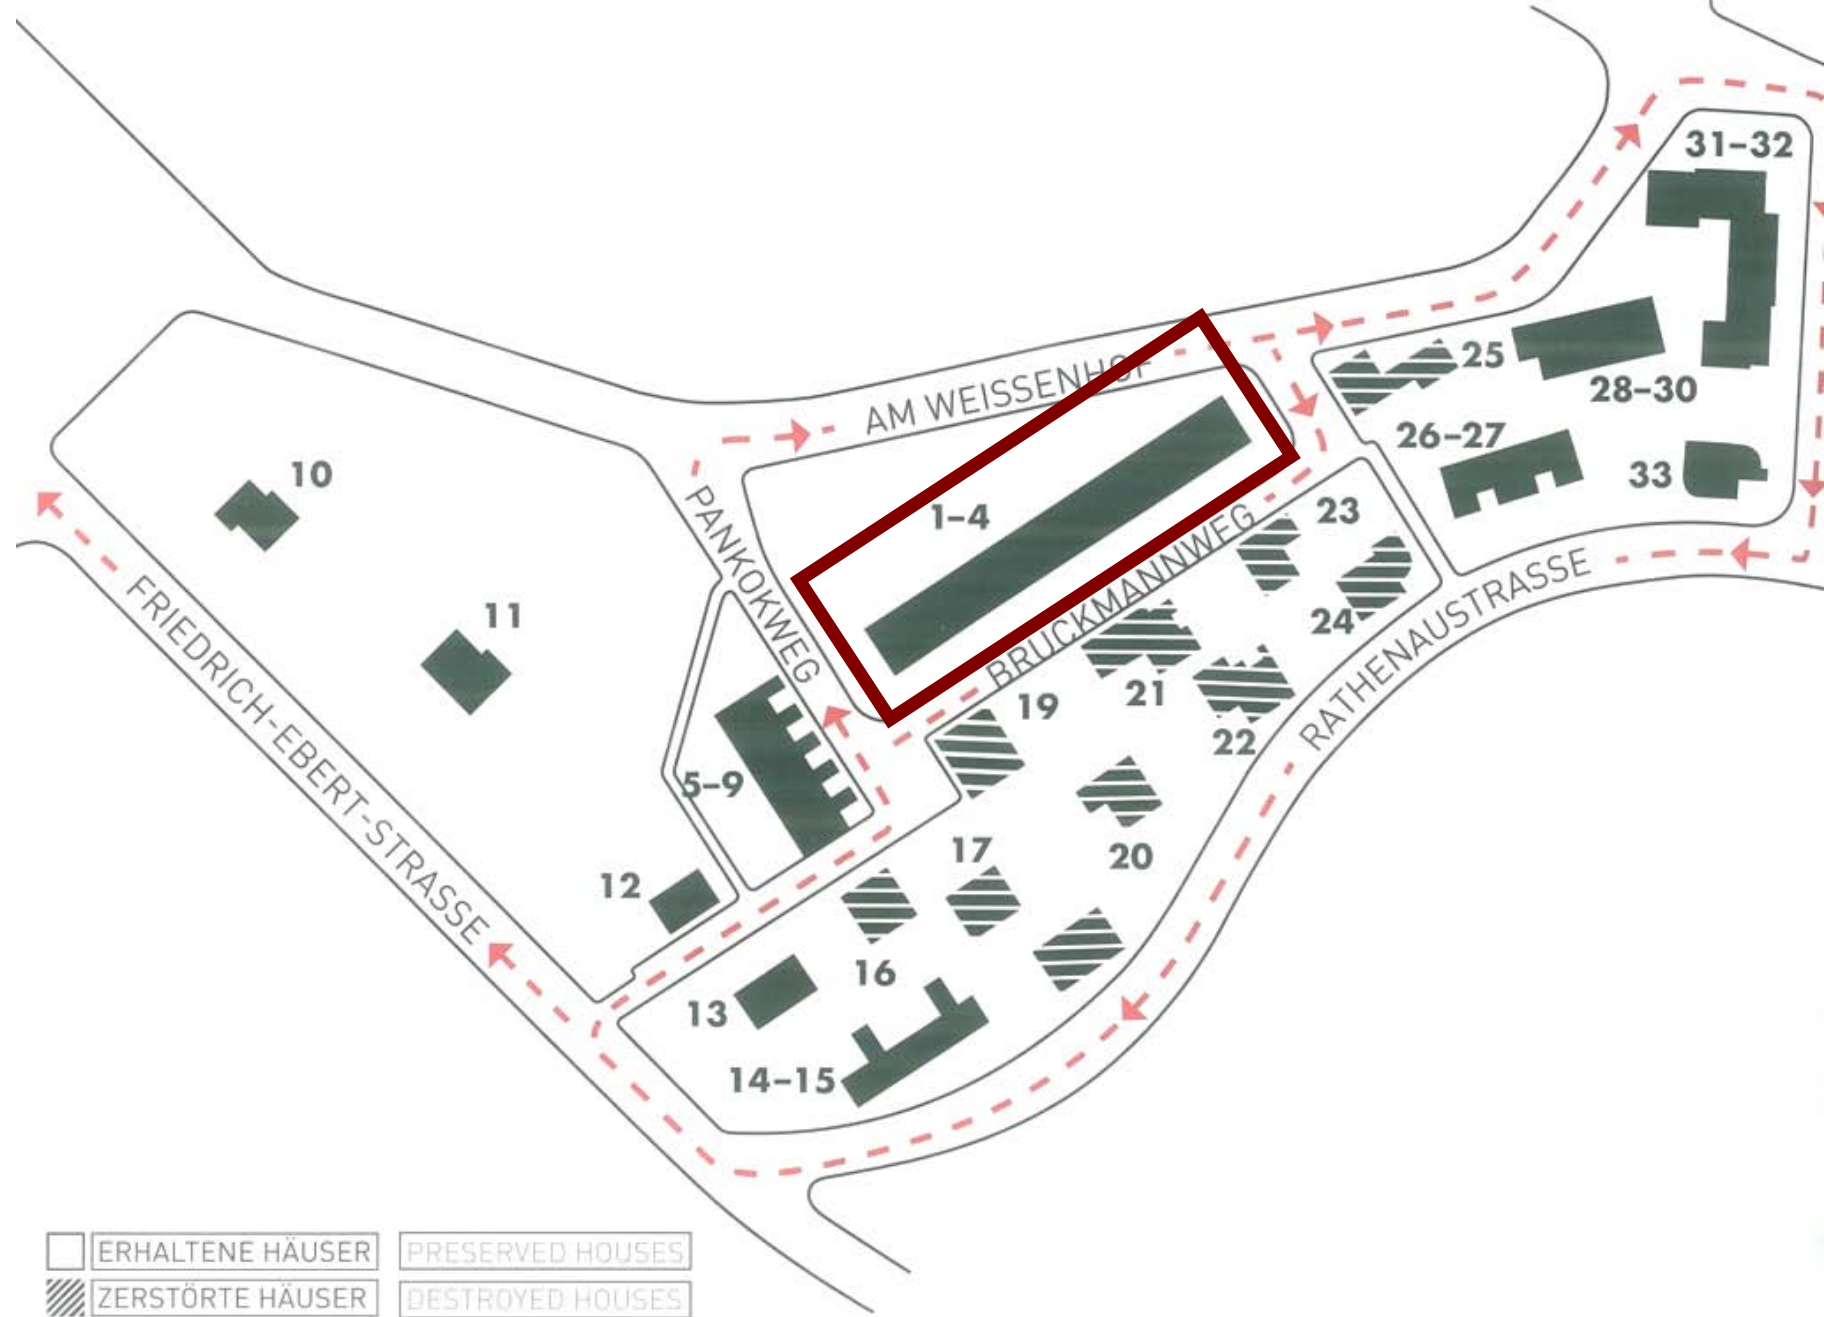 31–32
25
28–30
AM WEISSENHOF
26–27
10
33
1–4
23
PANKOKWEG
BRUCKMANNWEG
RATHENAUSTRASSE
FRIEDRICH-EBERT-STRASSE
11
24
21
19
22
5–9
17
20
12
16
13
14–15
ERHALTENE HÄUSER
PRESERVED HOUSES
ZERSTÖRTE HÄUSER
DESTROYED HOUSES